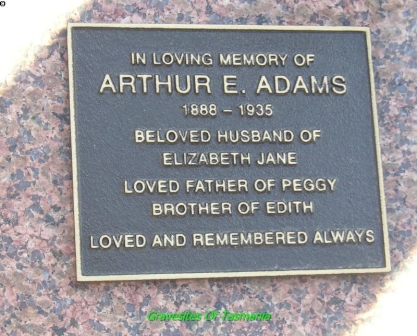 IN LOVING MEMORY OF
ARTHUR E. ADAMS
1888 – 1935
BELOVED HUSBAND OF
ELIZABETH JANE
LOVED FATHER OF PEGGY
BROTHER OF EDITH
LOVED AND REMEMBERED ALWAYS
Gravesites Of Tasmania